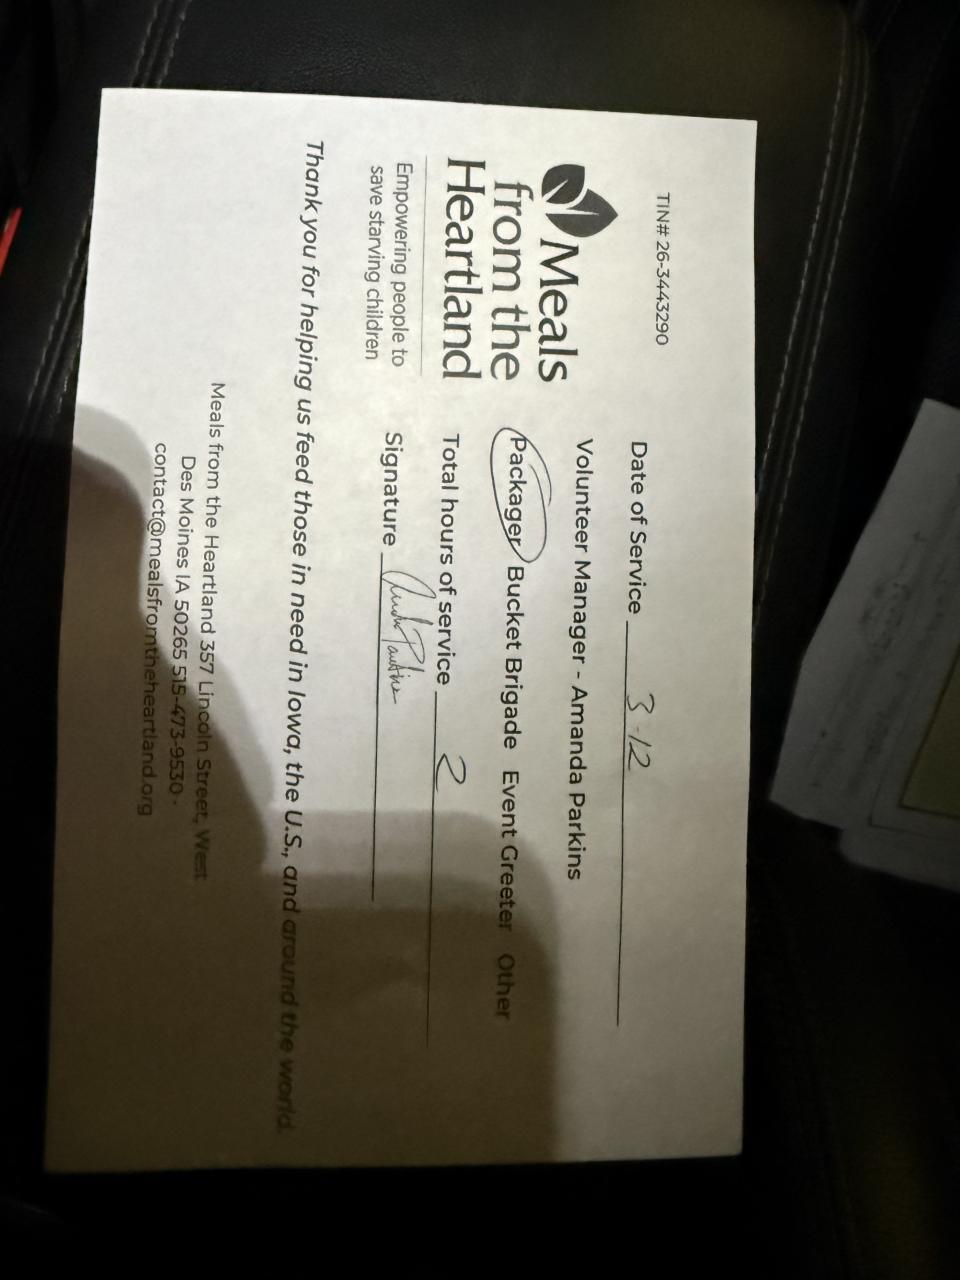 TIN# 26-3443290
Meals
from the
Heartland
Empowering people to
save starving children
Date of Service 3-12
Volunteer Manager - Amanda Parkins
Packager Bucket Brigade Event Greeter Other
Total hours of service 2
Signature
Thank you for helping us feed those in need in Iowa, the U.S., and around the world.
Meals from the Heartland 357 Lincoln Street, West
Des Moines IA 50265 515-473-9530 ·
contact@mealsfromtheheartland.org